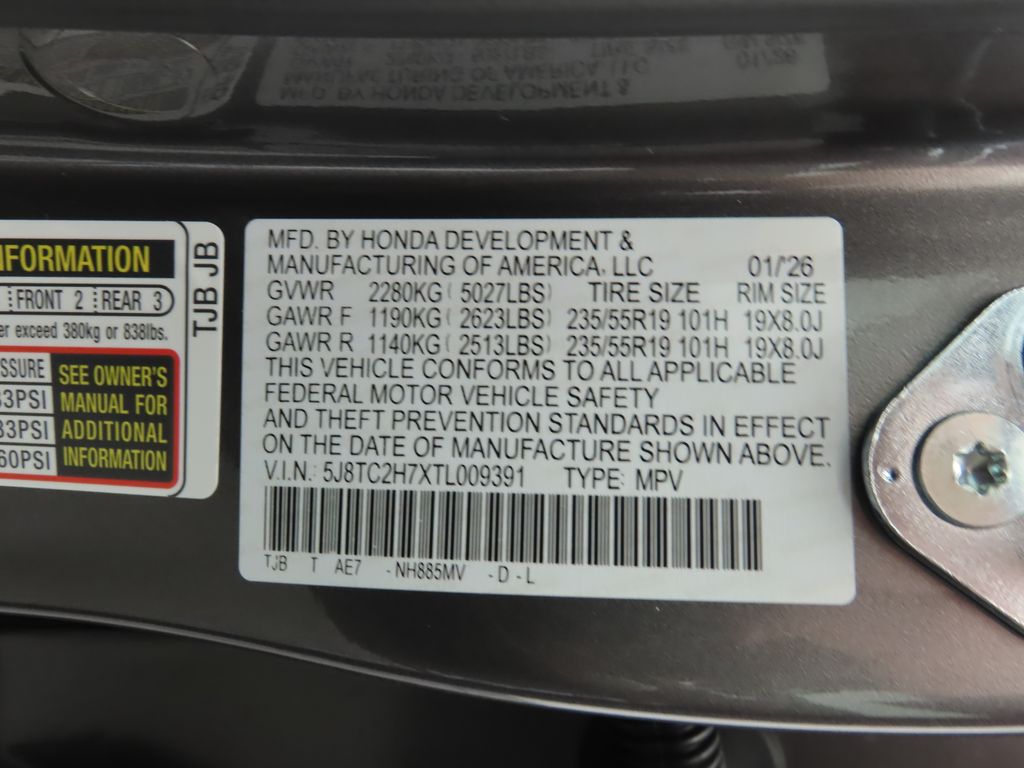 NFORMATION
FRONT 2 REAR 3
er exceed 380kg or 838lbs.
SSURE
33PSI
33PSI
60PSI
SEE OWNER'S
MANUAL FOR
ADDITIONAL
INFORMATION
TJB JB
MFD. BY HONDA DEVELOPMENT &
MANUFACTURING OF AMERICA, LLC 01/'26
GVWR 2280KG ( 5027LBS) TIRE SIZE RIM SIZE
GAWR F 1190KG ( 2623LBS) 235/55R19 101H 19X8.0J
GAWR R 1140KG ( 2513LBS) 235/55R19 101H 19X8.0J
THIS VEHICLE CONFORMS TO ALL APPLICABLE
FEDERAL MOTOR VEHICLE SAFETY
AND THEFT PREVENTION STANDARDS IN EFFECT
ON THE DATE OF MANUFACTURE SHOWN ABOVE.
V.I.N.: 5J8TC2H7XTL009391 TYPE: MPV
TJB T AE7 -NH885MV -D-L